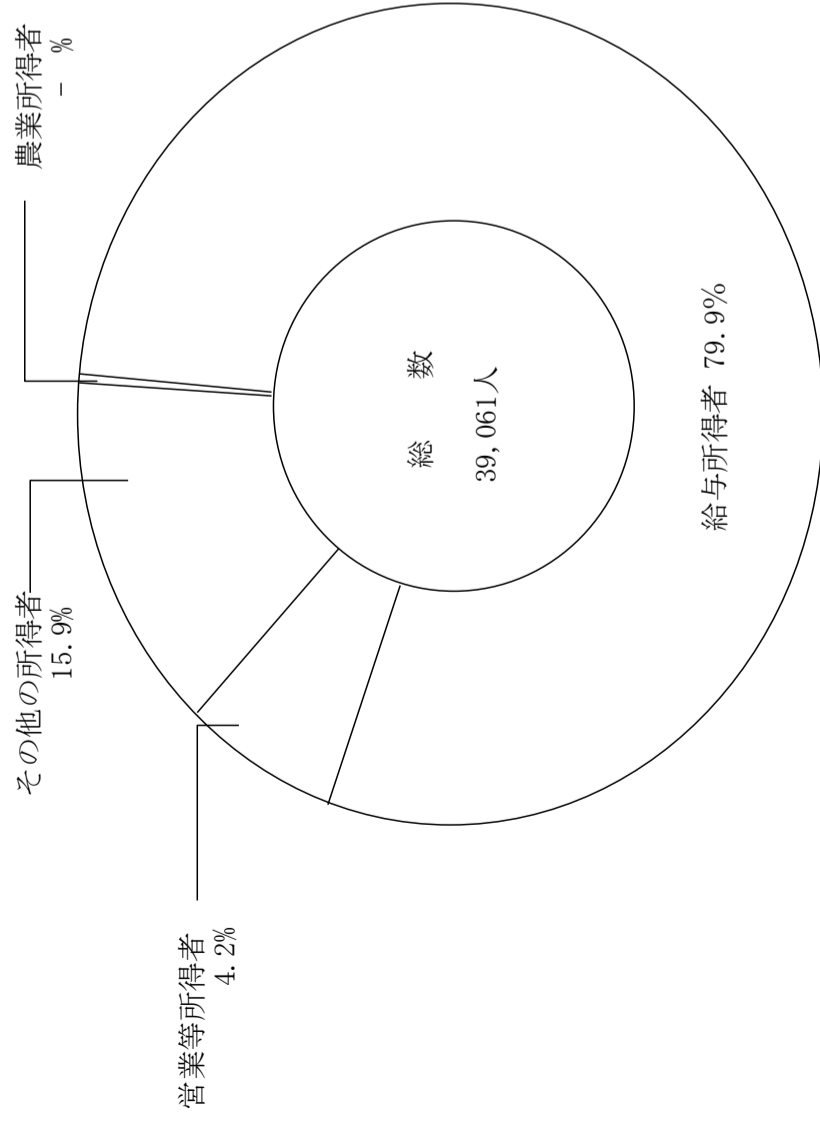 農業所得者
－ %
その他の所得者
15.9%
営業等所得者
4.2%
総 数
39,061人
給与所得者 79.9%